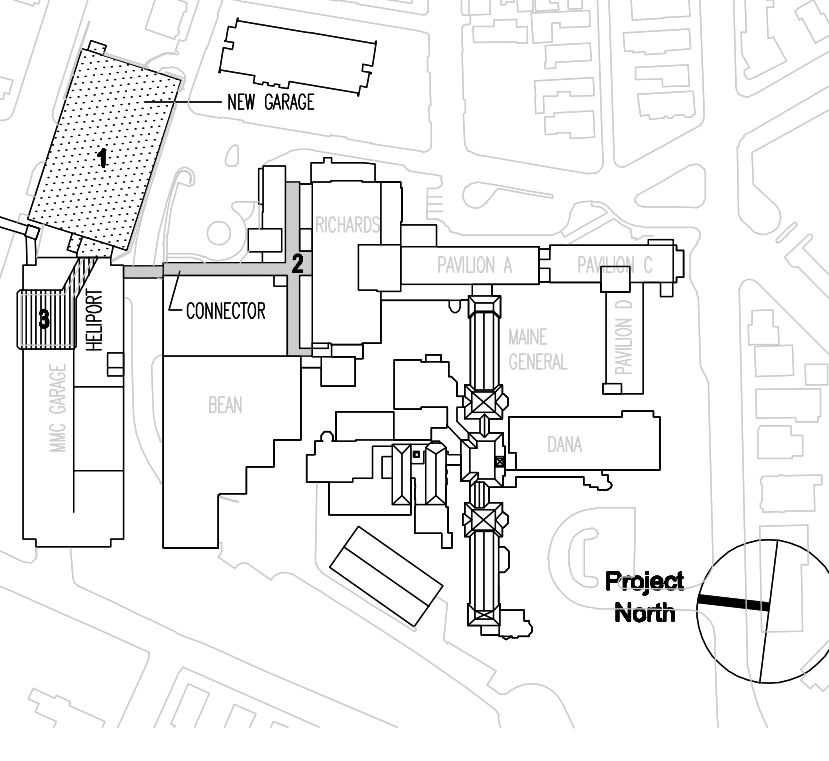 NEW GARAGE
1
RICHARDS
2
PAVILION A
PAVILION C
CONNECTOR
3
HELIPORT
PAVILION D
MAINE
GENERAL
MMC GARAGE
BEAN
DANA
Project
North